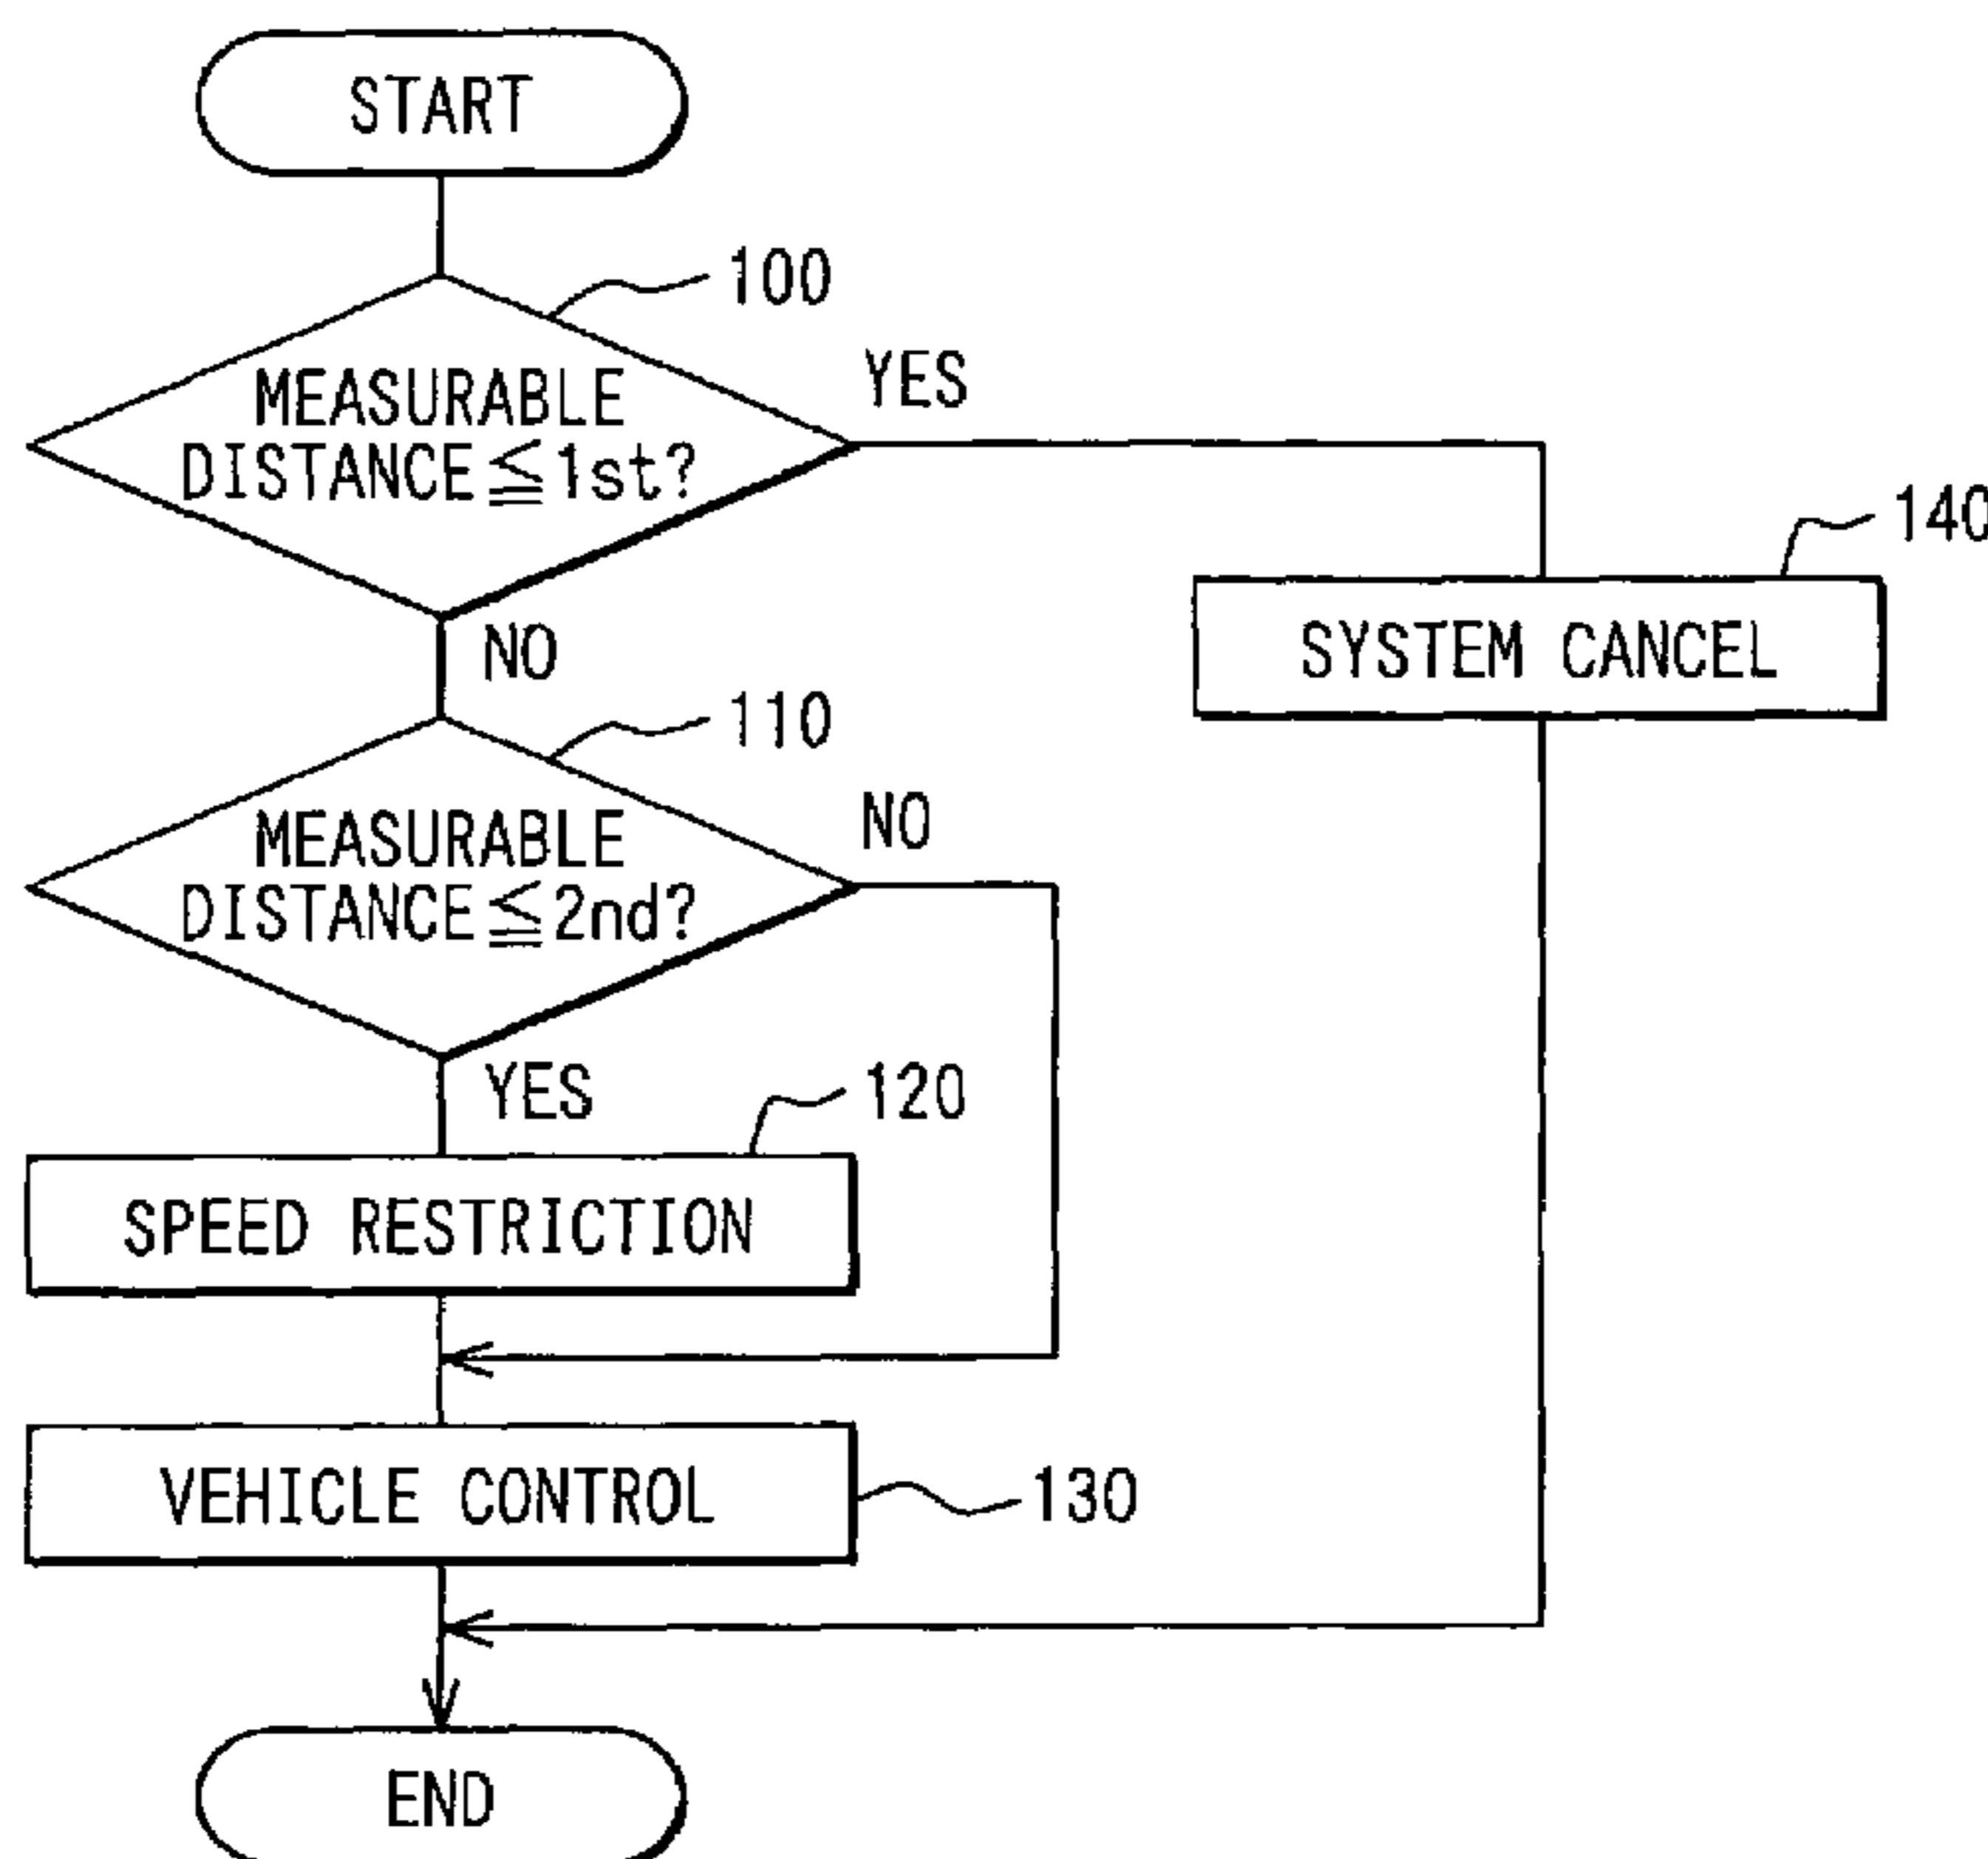 START
100
MEASURABLE
DISTANCE≦1st?
YES
NO
140
SYSTEM CANCEL
110
MEASURABLE
DISTANCE≦2nd?
NO
YES
120
SPEED RESTRICTION
VEHICLE CONTROL
130
END